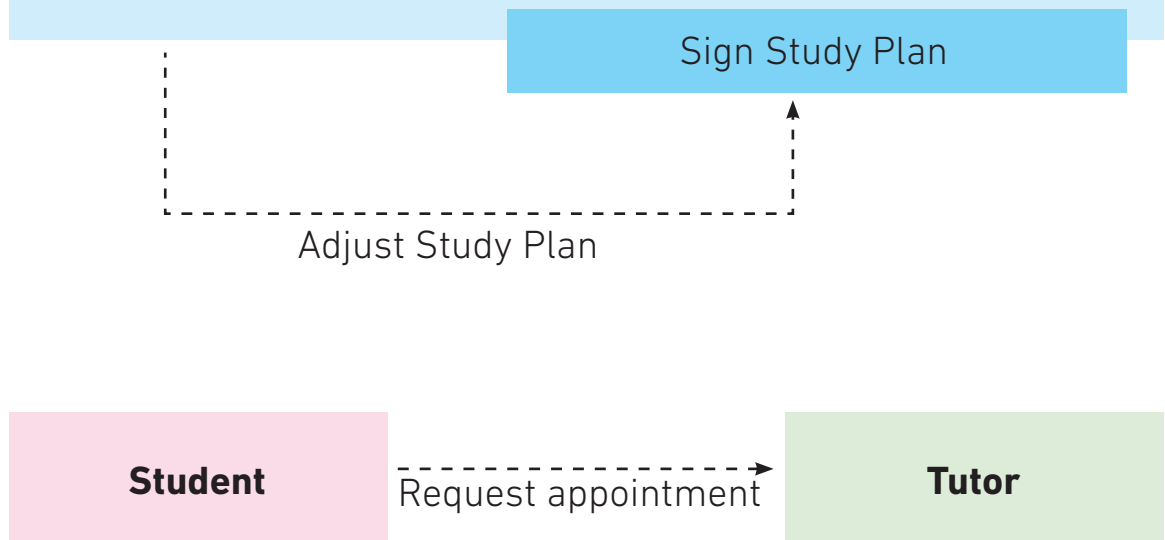 Sign Study Plan
Adjust Study Plan
Student
Request appointment
Tutor